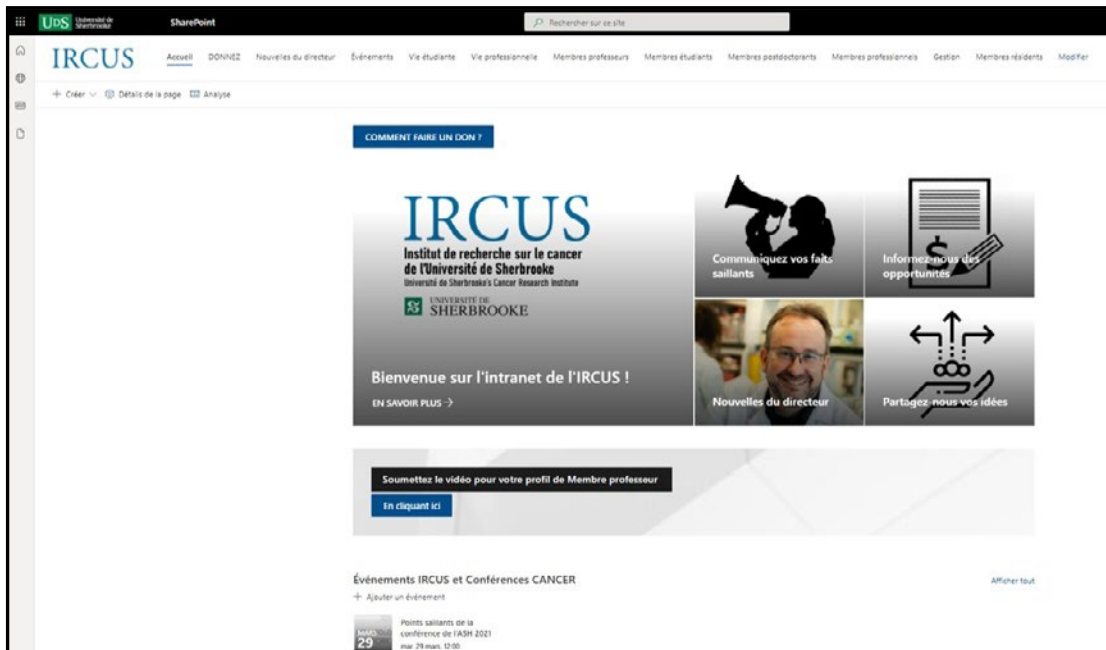 UDS Université de
Sherbrooke
SharePoint
Rechercher sur ce site
IRCUS
Accueil DONNEZ Nouvelles du directeur Événements Vie étudiante Vie professionnelle Membres professeurs Membres étudiants Membres postdoctorants Membres professionnels Gestion Membres résidents Modifier
+ Créer Détails de la page Analyse
COMMENT FAIRE UN DON ?
IRCUS
Institut de recherche sur le cancer
de l'Université de Sherbrooke
Université de Sherbrooke's Cancer Research Institute
UNIVERSITÉ DE
SHERBROOKE
Bienvenue sur l'intranet de l'IRCUS !
EN SAVOIR PLUS →
Communiquez vos faits
saillants
Informez-nous des
opportunités
Nouvelles du directeur
Partagez-nous vos idées
Soumettez le vidéo pour votre profil de Membre professeur
En cliquant ici
Événements IRCUS et Conférences CANCER
Afficher tout
+ Ajouter un événement
MARS
29
Points saillants de la
conférence de l'ASH 2021
mar. 29 mars, 12:00